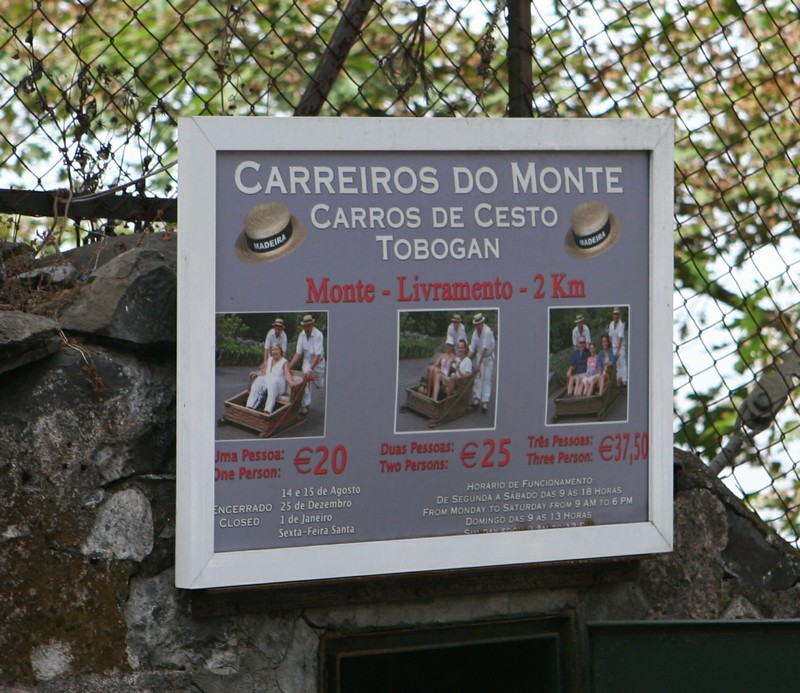 CARREIROS DO MONTE
CARROS DE CESTO
TOBOGAN
MADEIRA
MADEIRA
Monte - Livramento - 2 Km
Uma Pessoa:
One Person:
€20
Duas Pessoas:
Two Persons:
€25
Três Pessoas:
Three Person:
€37,50
ENCERRADO
CLOSED
14 e 15 de Agosto
25 de Dezembro
1 de Janeiro
Sexta-Feira Santa
HORÁRIO DE FUNCIONAMENTO
DE SEGUNDA A SÁBADO DAS 9 ÀS 18 HORAS
FROM MONDAY TO SATURDAY FROM 9 AM TO 6 PM
DOMINGO DAS 9 ÀS 13 HORAS